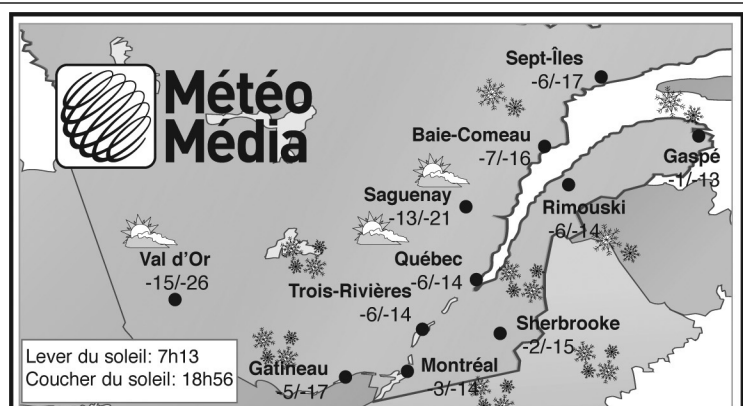 Météo
Média
Sept-Îles
-6/-17
Baie-Comeau
-7/-16
Gaspé
-1/-13
Saguenay
-13/-21
Rimouski
-6/-14
Val d'Or
-15/-26
Québec
-6/-14
Trois-Rivières
-6/-14
Sherbrooke
-2/-15
Lever du soleil: 7h13
Coucher du soleil: 18h56
Gatineau
-5/-17
Montréal
-3/-14